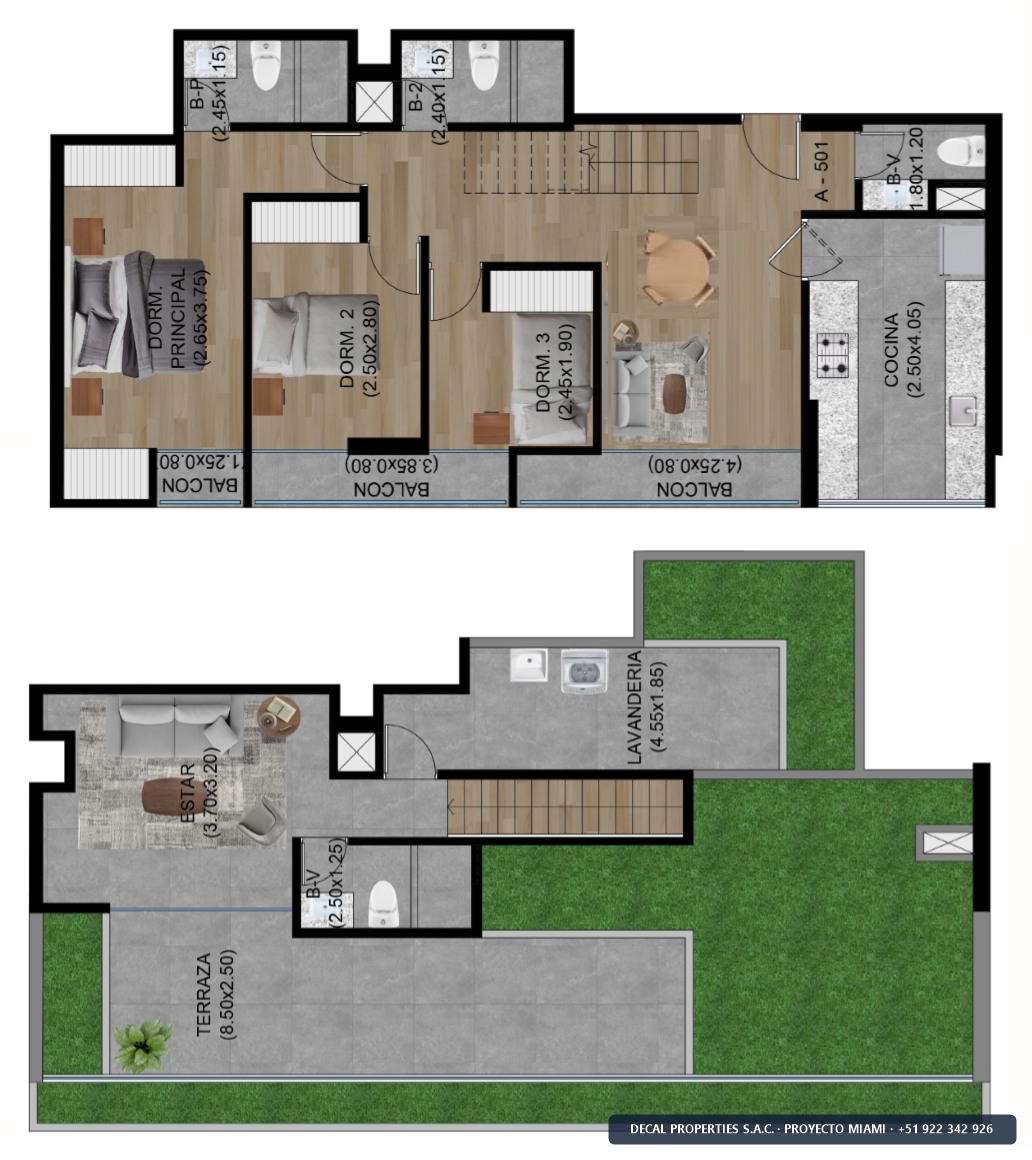 B-P
(2.45x1.15)
B-2
(2.40x1.15)
A - 501
B-V
1.80x1.20
DORM.
PRINCIPAL
(2.65x3.75)
DORM. 2
(2.50x2.80)
DORM. 3
(2.45x1.90)
COCINA
(2.50x4.05)
BALCON
(1.25x0.80)
BALCON
(3.85x0.80)
BALCON
(4.25x0.80)
LAVANDERIA
(4.55x1.85)
ESTAR
(3.70x3.20)
B-V
(2.50x1.25)
TERRAZA
(8.50x2.50)
DECAL PROPERTIES S.A.C. · PROYECTO MIAMI · +51 922 342 926